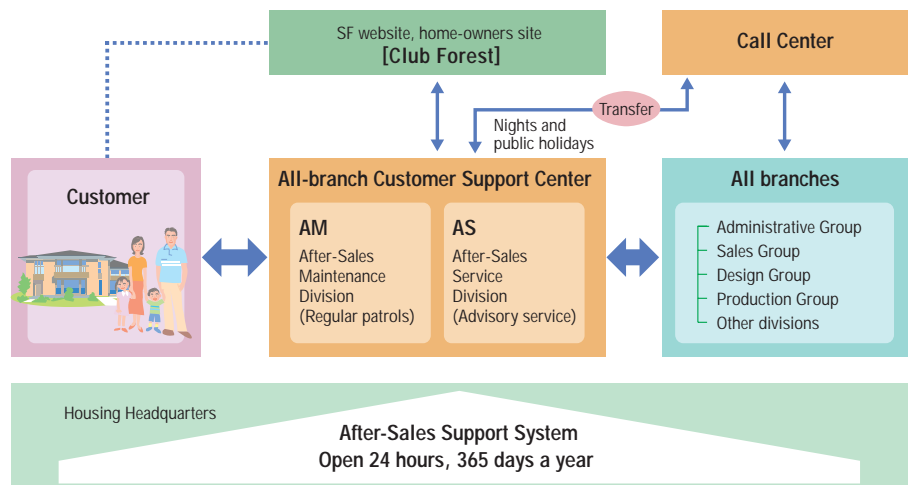 SF website, home-owners site
[Club Forest]
Call Center
Transfer
Nights and
public holidays
Customer
All-branch Customer Support Center
AM
After-Sales
Maintenance
Division
(Regular patrols)
AS
After-Sales
Service
Division
(Advisory service)
All branches
Administrative Group
Sales Group
Design Group
Production Group
Other divisions
Housing Headquarters
After-Sales Support System
Open 24 hours, 365 days a year